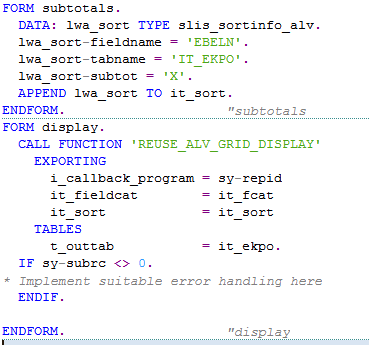 FORM subtotals.
  DATA: lwa_sort TYPE slis_sortinfo_alv.
  lwa_sort-fieldname = 'EBELN'.
  lwa_sort-tabname = 'IT_EKPO'.
  lwa_sort-subtot = 'X'.
  APPEND lwa_sort TO it_sort.
ENDFORM.                    "subtotals
FORM display.
  CALL FUNCTION 'REUSE_ALV_GRID_DISPLAY'
    EXPORTING
      i_callback_program = sy-repid
      it_fieldcat        = it_fcat
      it_sort            = it_sort
    TABLES
      t_outtab           = it_ekpo.
  IF sy-subrc <> 0.
* Implement suitable error handling here
  ENDIF.
ENDFORM.                    "display